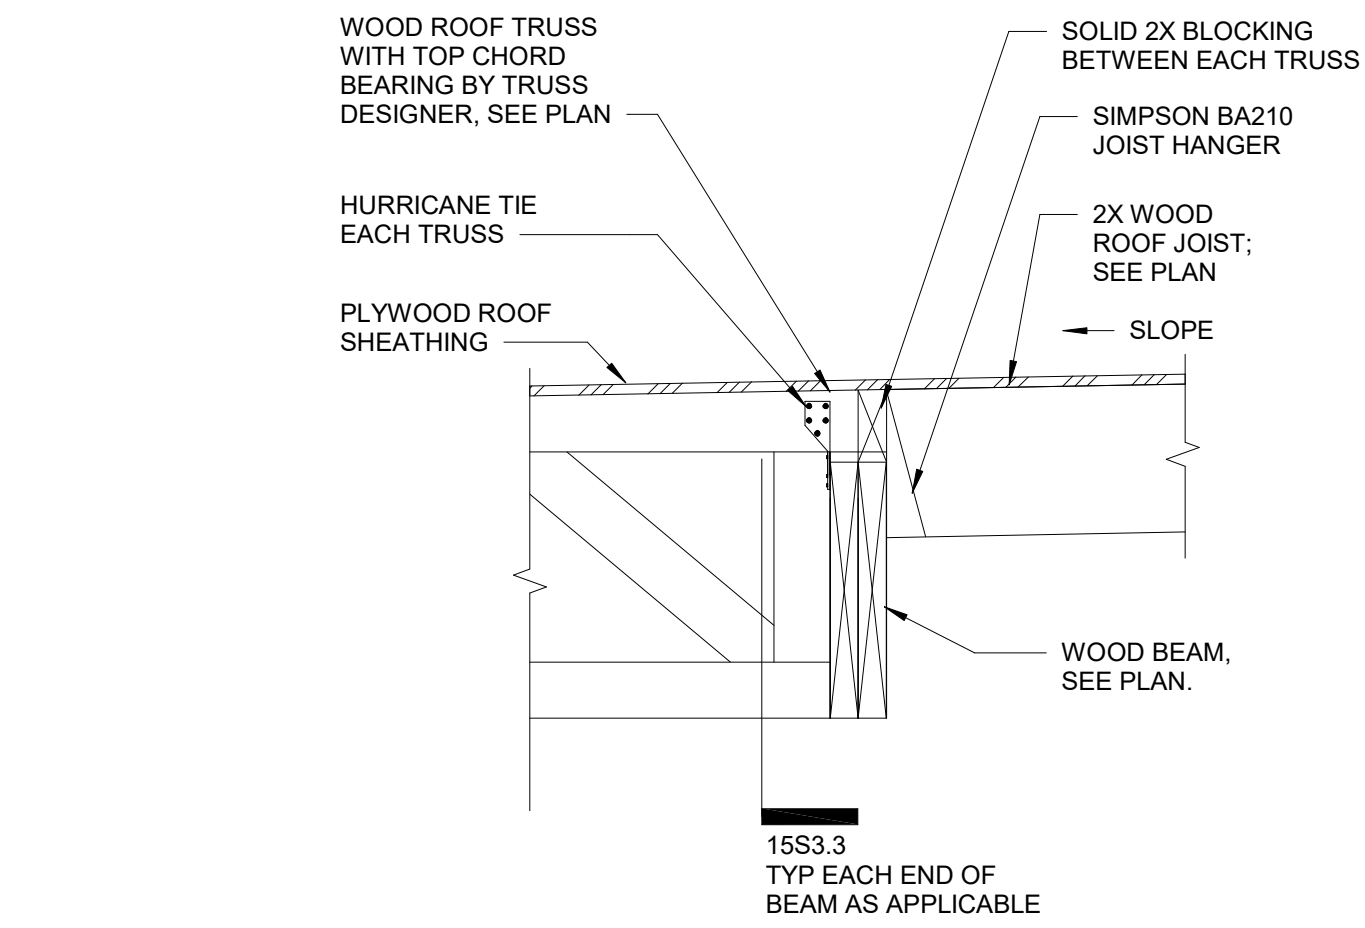 WOOD ROOF TRUSS
WITH TOP CHORD
BEARING BY TRUSS
DESIGNER, SEE PLAN
HURRICANE TIE
EACH TRUSS
PLYWOOD ROOF
SHEATHING
SOLID 2X BLOCKING
BETWEEN EACH TRUSS
SIMPSON BA210
JOIST HANGER
2X WOOD
ROOF JOIST;
SEE PLAN
SLOPE
WOOD BEAM,
SEE PLAN.
15S3.3
TYP EACH END OF
BEAM AS APPLICABLE